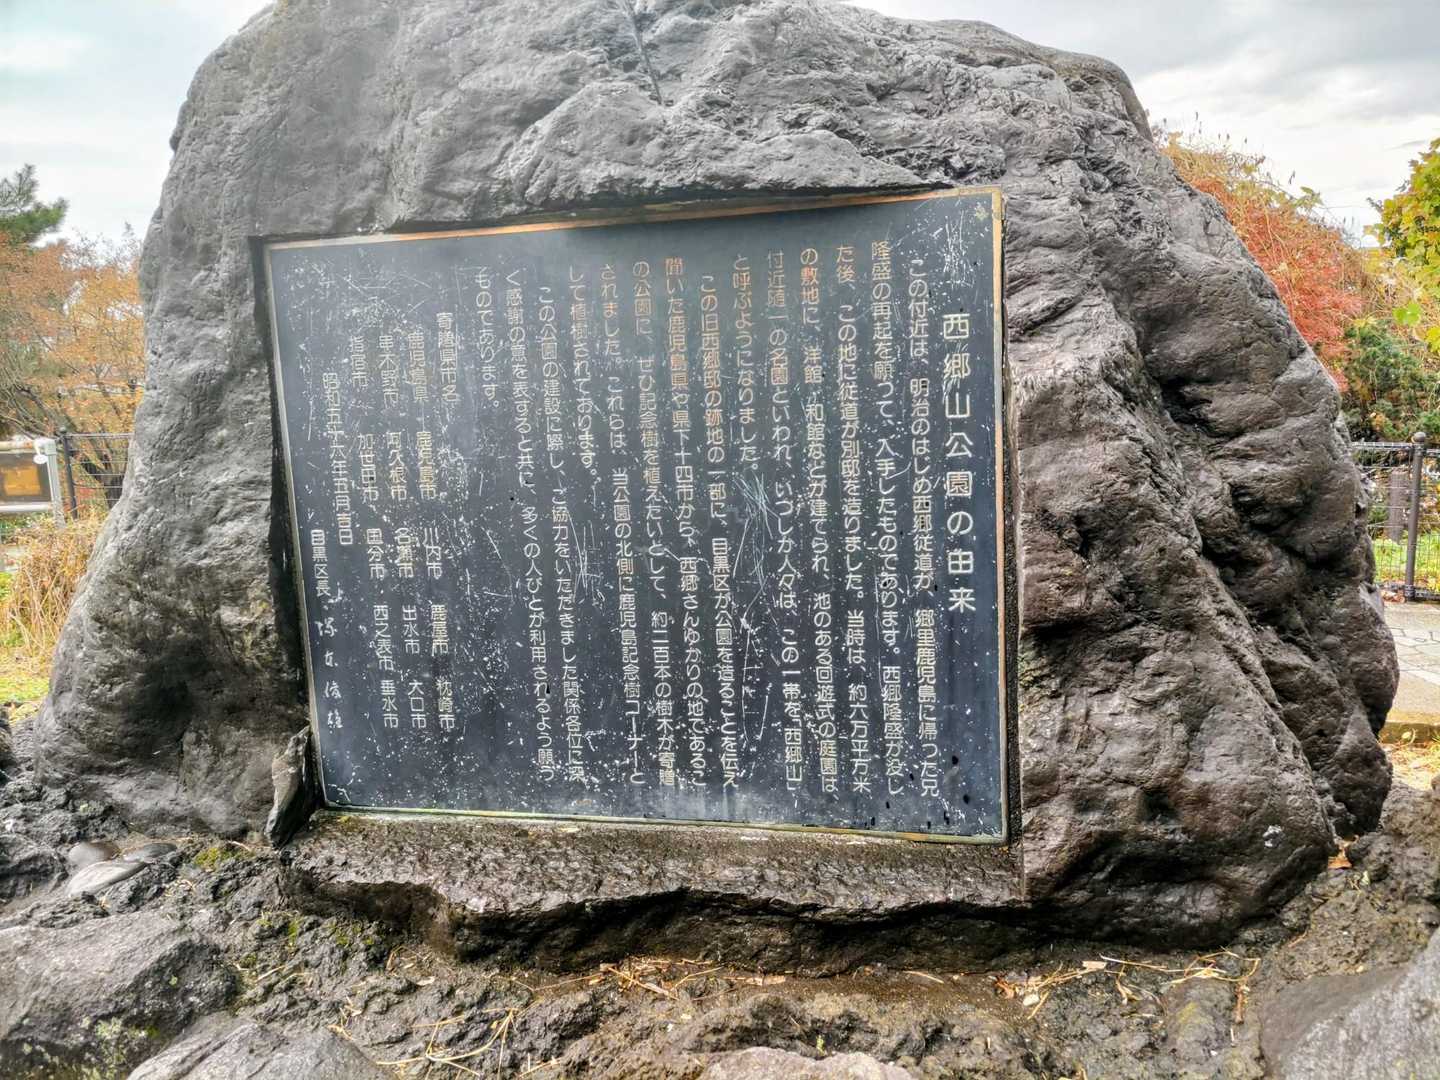 西郷山公園の由来
この付近は、明治のはじめ西郷従道が、郷里鹿児島に帰った兄
隆盛の再起を願って、入手したものであります。西郷隆盛が没し
た後、この地に従道が別邸を造りました。当時は、約六万平方米
の敷地に、洋館、和館などが建てられ、池のある回遊式の庭園は、
付近随一の名園といわれ、いつしか人々は、この一帯を「西郷山」
と呼ぶようになりました。
この旧西郷邸の跡地の一部に、目黒区が公園を造ることを伝え
聞いた鹿児島県や県下十四市から、西郷さんゆかりの地であるこ
の公園に、ぜひ記念樹を植えたいとして、約二百本の樹木が寄贈
されました。これらは、当公園の北側に鹿児島記念樹コーナーと
して植樹されております。
この公園の建設に際し、ご協力をいただきました関係各位に深
く感謝の意を表すると共に、多くの人びとが利用されるよう願う
ものであります。
寄贈県市名
鹿児島県 鹿児島市 川内市 鹿屋市 枕崎市
串木野市 阿久根市 名瀬市 出水市 大口市
指宿市 加世田市 国分市 西之表市 垂水市
昭和五十六年五月吉日
目黒区長 塚本俊雄